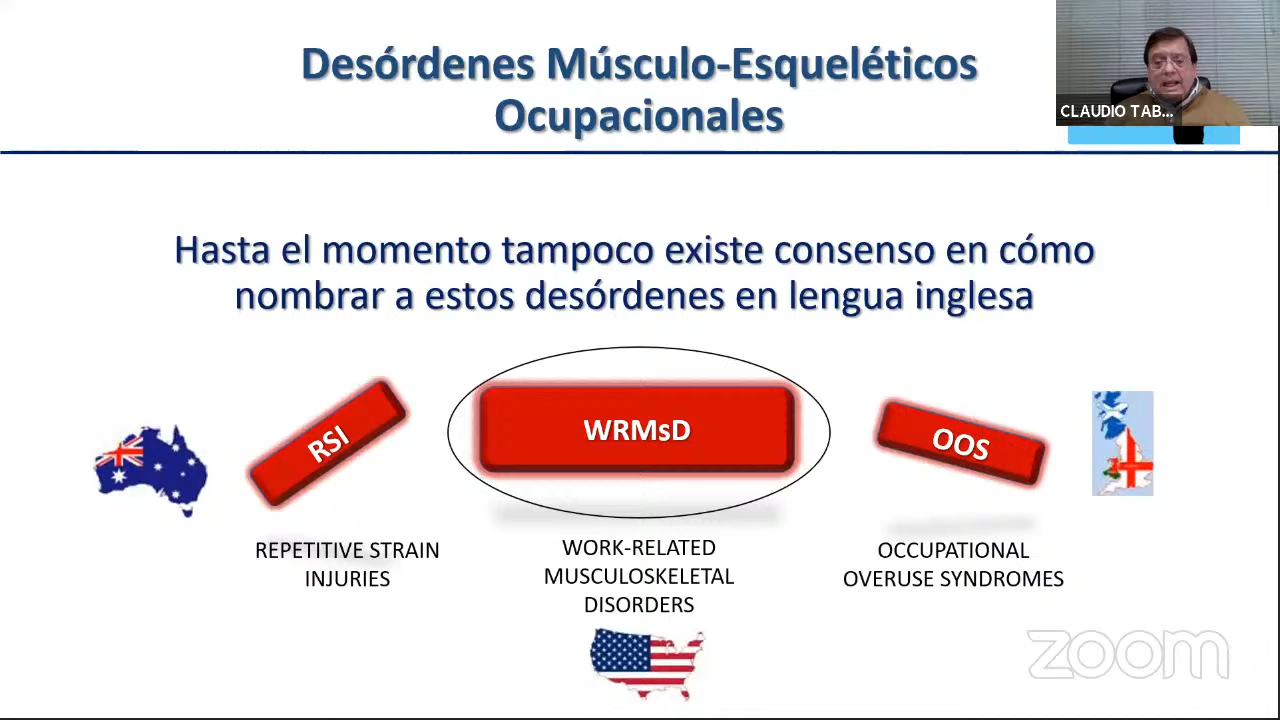 Desórdenes Músculo-Esqueléticos
Ocupacionales
CLAUDIO TAB...
Hasta el momento tampoco existe consenso en cómo
nombrar a estos desórdenes en lengua inglesa
RSI
WRMsD
OOS
REPETITIVE STRAIN
INJURIES
WORK-RELATED
MUSCULOSKELETAL
DISORDERS
OCCUPATIONAL
OVERUSE SYNDROMES
zoom